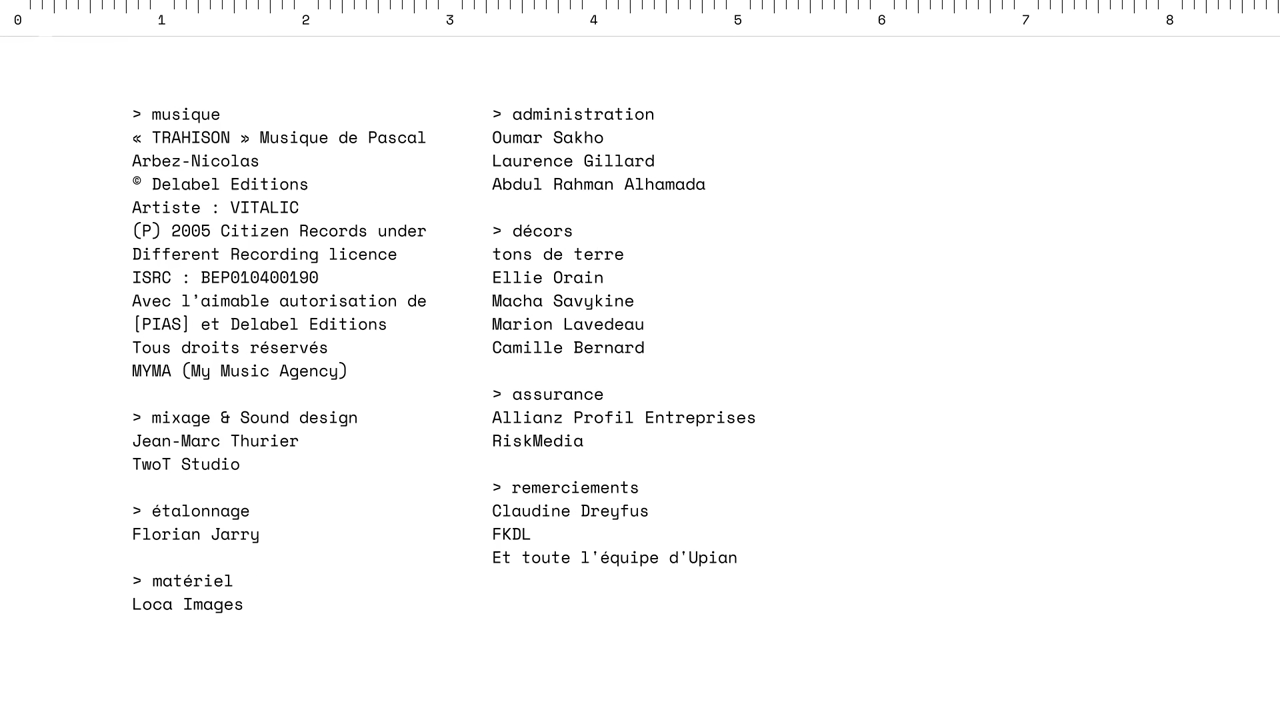 0 1 2 3 4 5 6 7 8
> musique
« TRAHISON » Musique de Pascal
Arbez-Nicolas
© Delabel Editions
Artiste : VITALIC
(P) 2005 Citizen Records under
Different Recording licence
ISRC : BEP010400190
Avec l’aimable autorisation de
[PIAS] et Delabel Editions
Tous droits réservés
MYMA (My Music Agency)
> mixage & Sound design
Jean-Marc Thurier
TwoT Studio
> étalonnage
Florian Jarry
> matériel
Loca Images
> administration
Oumar Sakho
Laurence Gillard
Abdul Rahman Alhamada
> décors
tons de terre
Ellie Orain
Macha Savykine
Marion Lavedeau
Camille Bernard
> assurance
Allianz Profil Entreprises
RiskMedia
> remerciements
Claudine Dreyfus
FKDL
Et toute l'équipe d'Upian